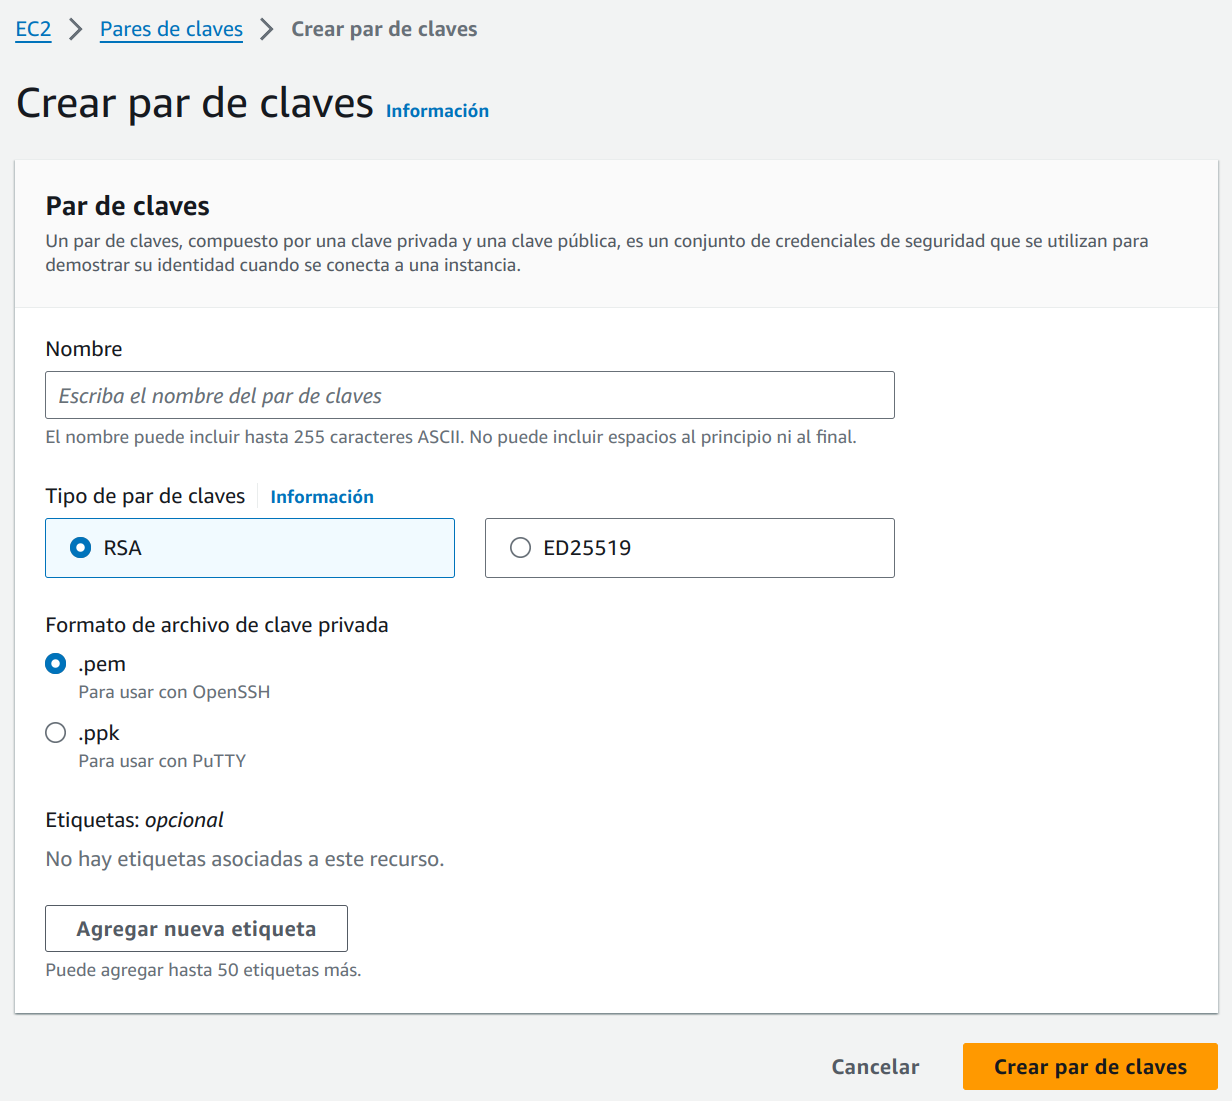 EC2 > Pares de claves > Crear par de claves
Crear par de claves Información
Par de claves
Un par de claves, compuesto por una clave privada y una clave pública, es un conjunto de credenciales de seguridad que se utilizan para
demostrar su identidad cuando se conecta a una instancia.
Nombre
Escriba el nombre del par de claves
El nombre puede incluir hasta 255 caracteres ASCII. No puede incluir espacios al principio ni al final.
Tipo de par de claves Información
RSA ED25519
Formato de archivo de clave privada
.pem
Para usar con OpenSSH
.ppk
Para usar con PuTTY
Etiquetas: opcional
No hay etiquetas asociadas a este recurso.
Agregar nueva etiqueta
Puede agregar hasta 50 etiquetas más.
Cancelar Crear par de claves